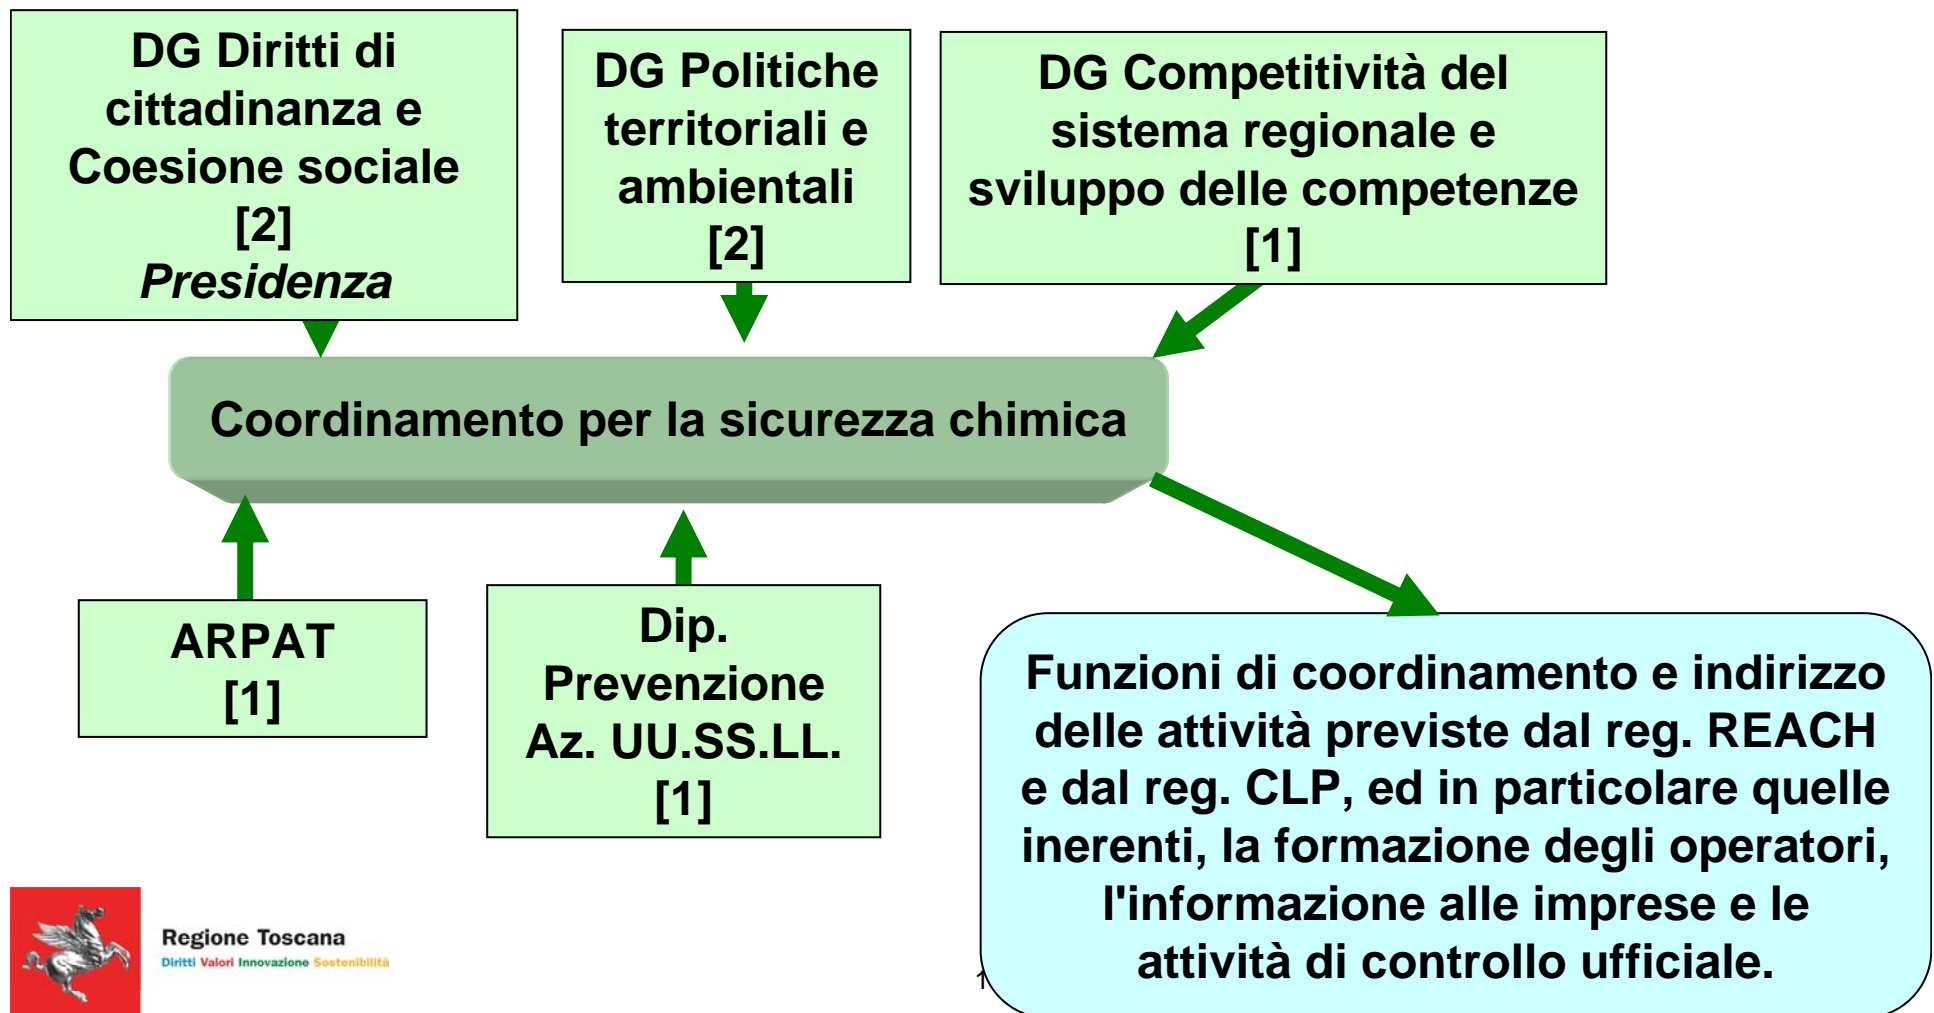 DG Diritti di
cittadinanza e
Coesione sociale
[2]
Presidenza
DG Politiche
territoriali e
ambientali
[2]
DG Competitività del
sistema regionale e
sviluppo delle competenze
[1]
Coordinamento per la sicurezza chimica
ARPAT
[1]
Dip.
Prevenzione
Az. UU.SS.LL.
[1]
Funzioni di coordinamento e indirizzo
delle attività previste dal reg. REACH
e dal reg. CLP, ed in particolare quelle
inerenti, la formazione degli operatori,
l'informazione alle imprese e le
attività di controllo ufficiale.
Regione Toscana
Diritti Valori Innovazione Sostenibilità
1